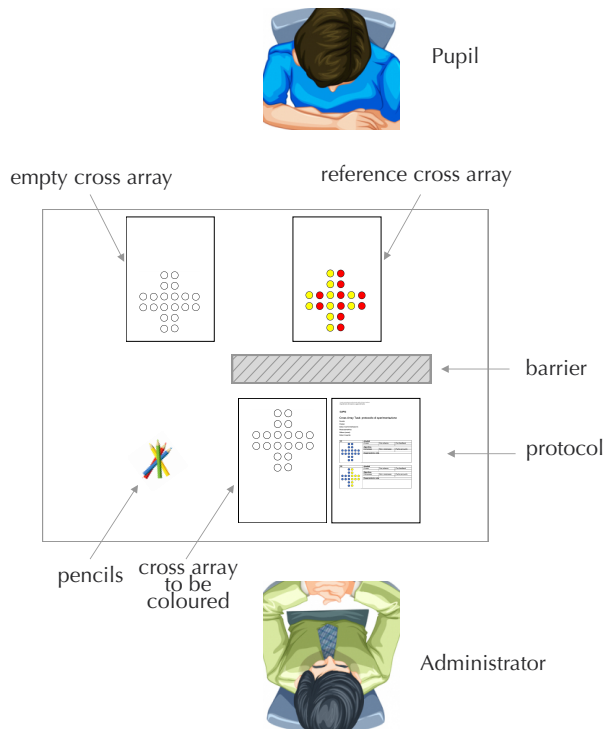 Pupil
empty cross array
reference cross array
barrier
protocol
pencils
cross array
to be
coloured
Administrator